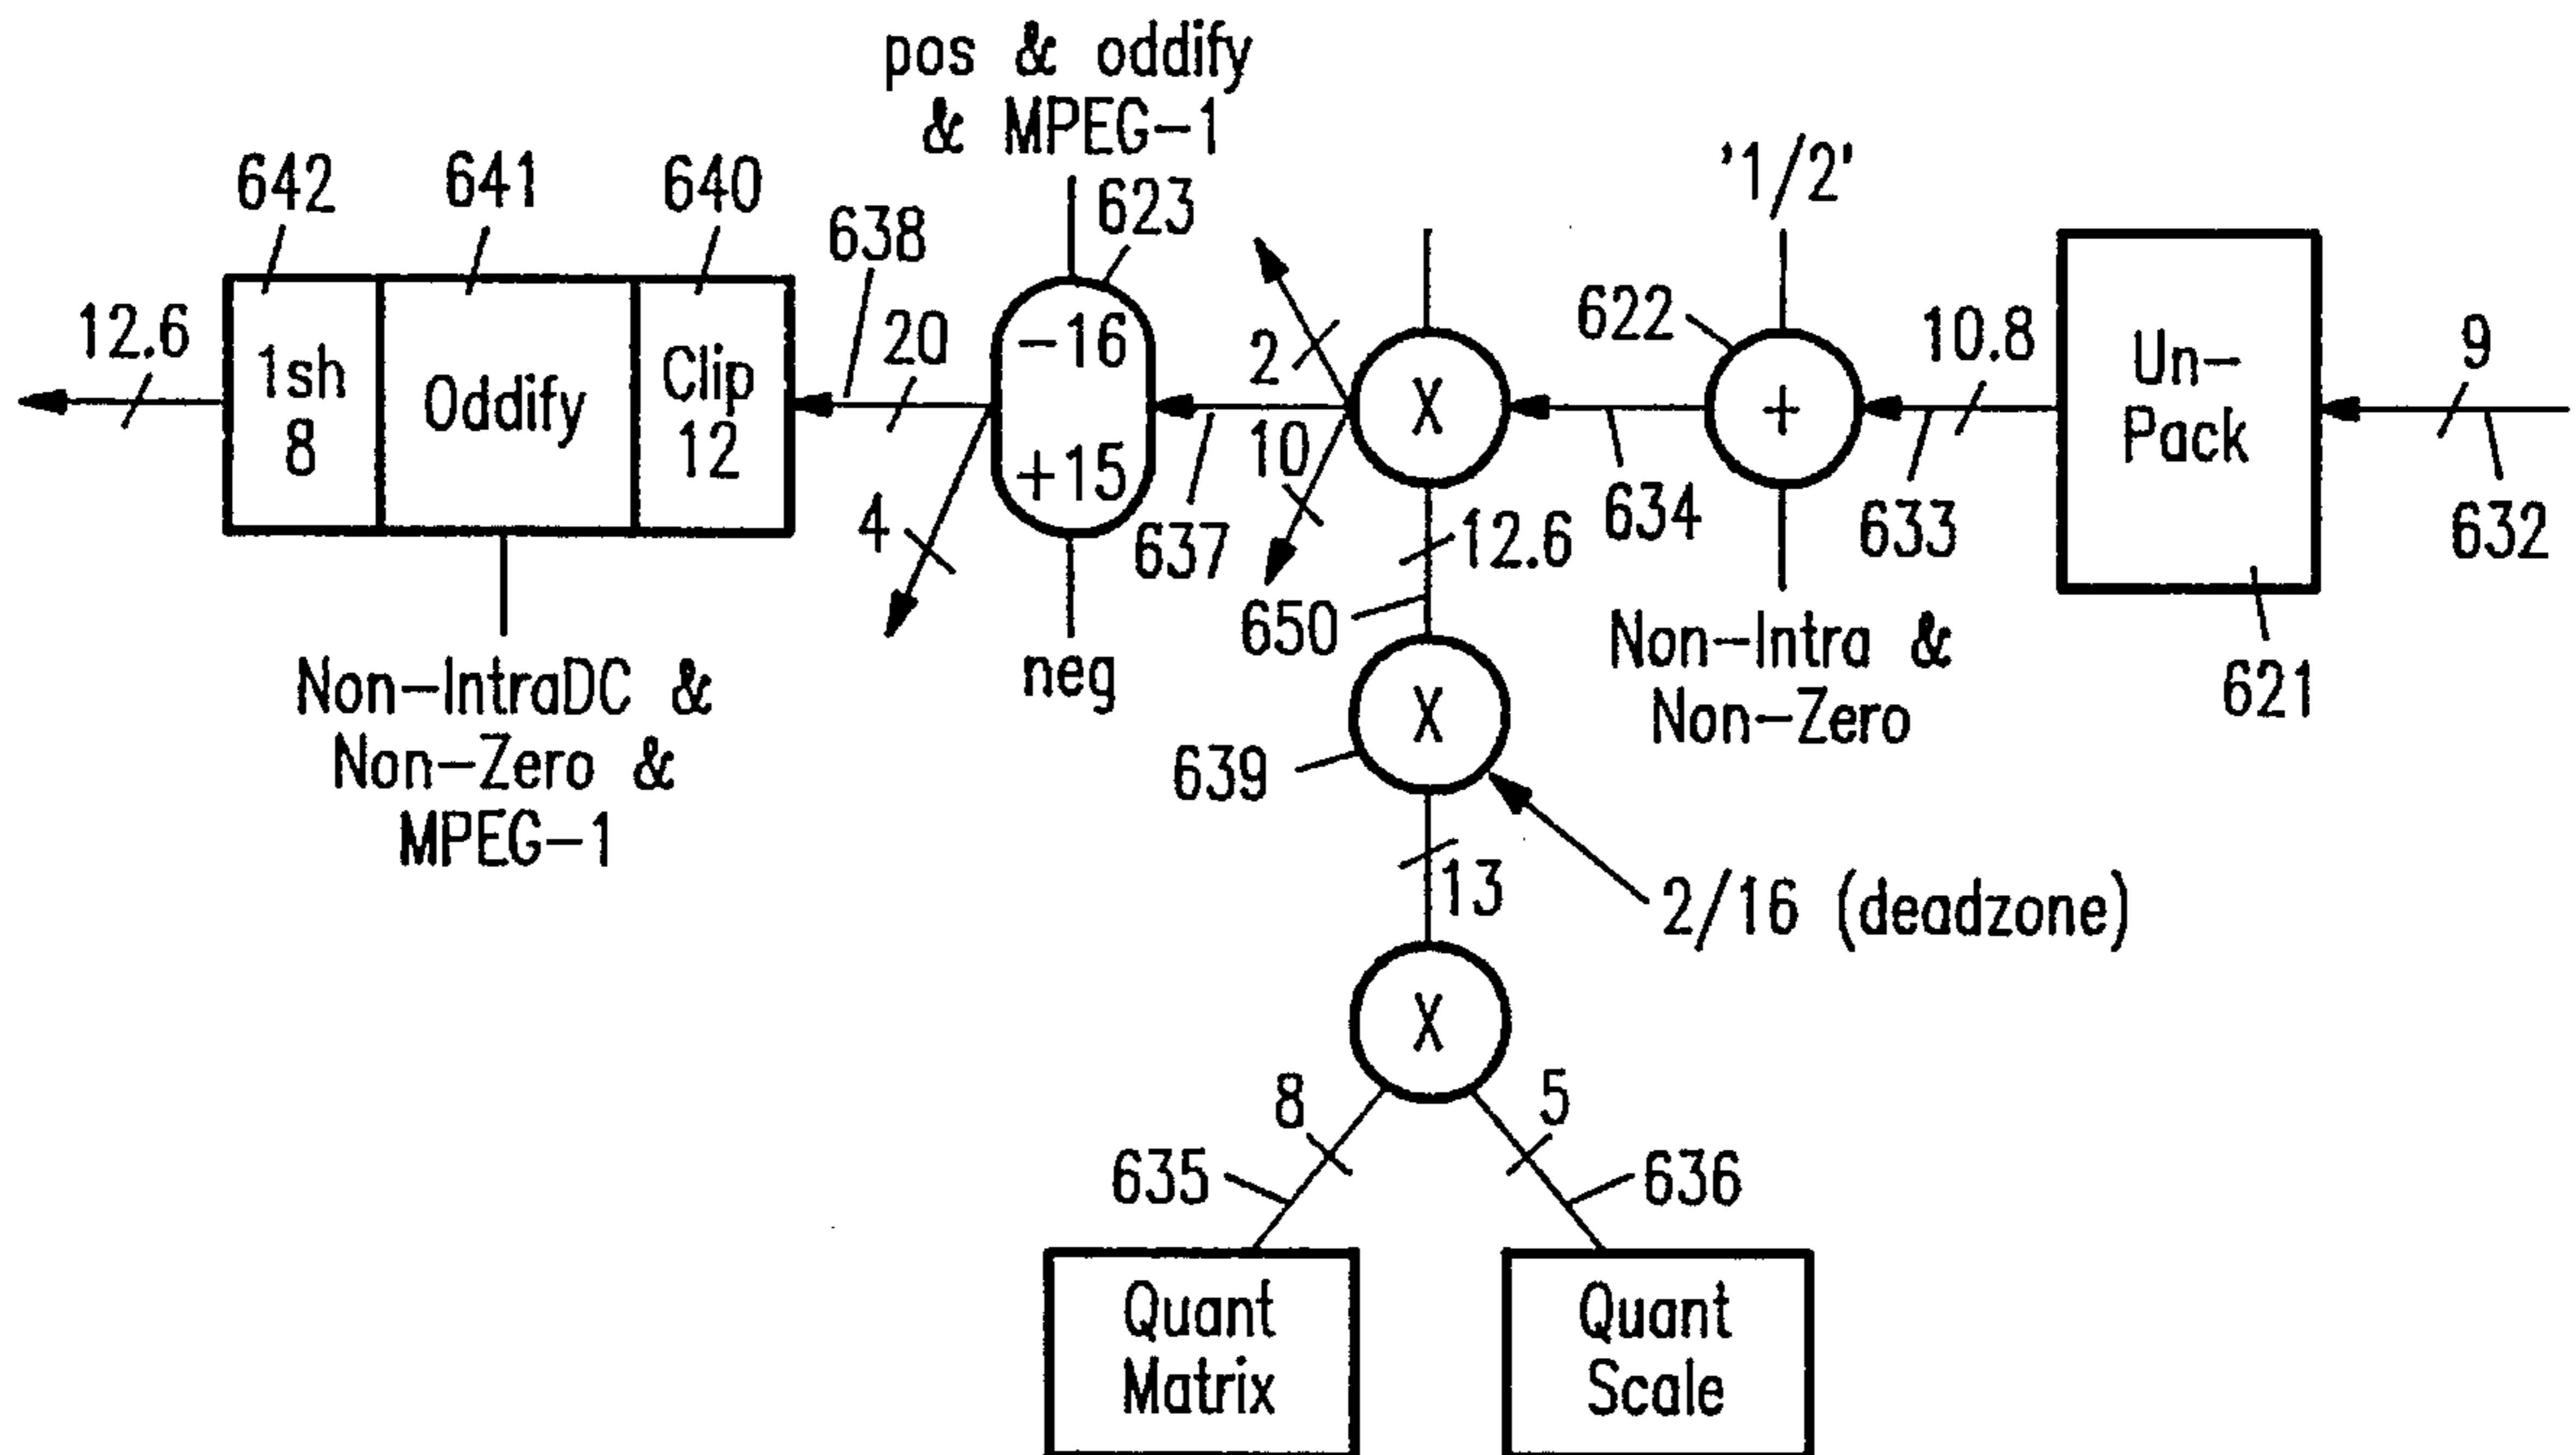 pos & oddify
& MPEG-1
642
641
640
638
623
'1/2'
12.6
1sh
8
Oddify
Clip
12
20
-16
+15
2
10
X
622
+
10.8
Un-
Pack
9
4
637
650
12.6
634
633
632
621
neg
Non-IntraDC &
Non-Zero &
MPEG-1
Non-Intra &
Non-Zero
X
639
13
2/16 (deadzone)
X
8
5
635
636
Quant
Matrix
Quant
Scale